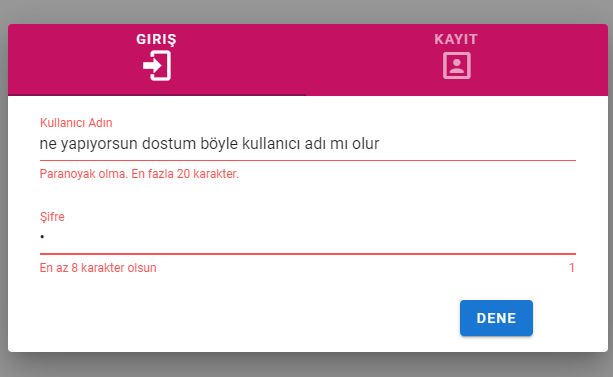 GIRIŞ
KAYIT
Kullanıcı Adın
ne yapıyorsun dostum böyle kullanıcı adı mı olur
Paranoyak olma. En fazla 20 karakter.
Şifre
•
En az 8 karakter olsun 1
DENE